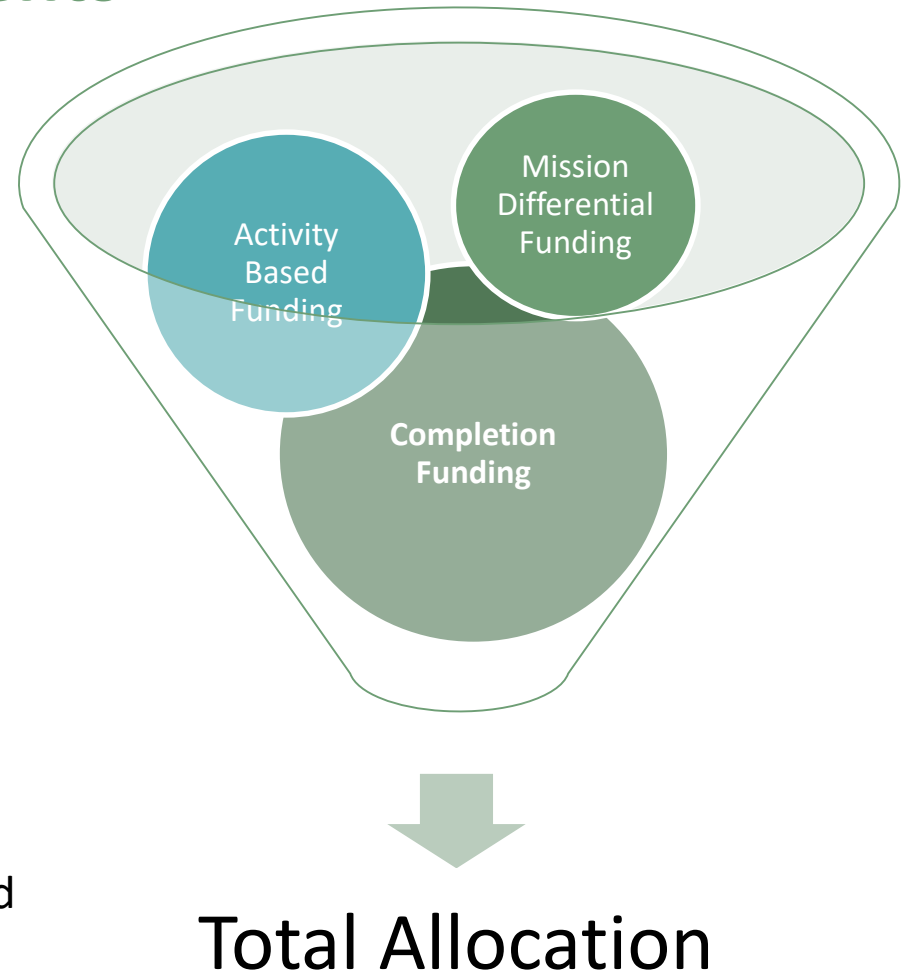 Mission
Differential
Funding
Activity
Based
Funding
Completion
Funding
Total Allocation